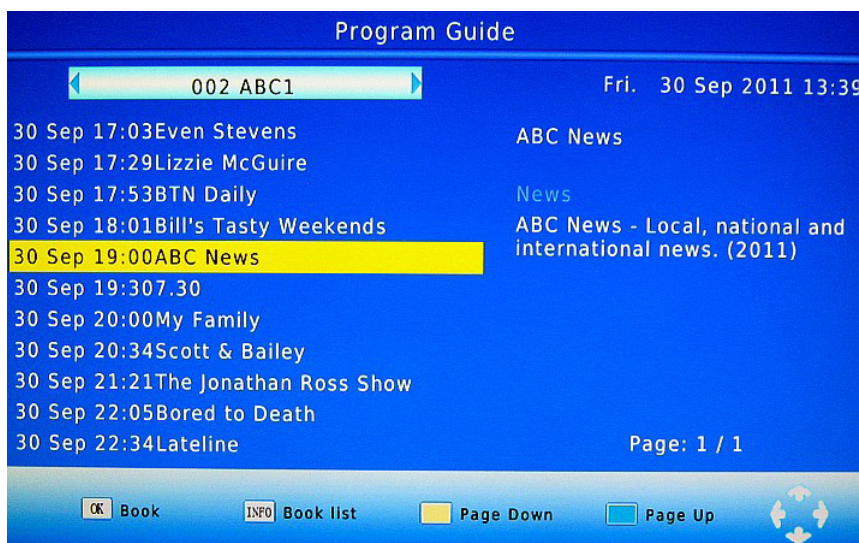 Program Guide
002 ABC1
Fri. 30 Sep 2011 13:39
30 Sep 17:03Even Stevens
30 Sep 17:29Lizzie McGuire
30 Sep 17:53BTN Daily
30 Sep 18:01Bill's Tasty Weekends
30 Sep 19:00ABC News
30 Sep 19:307.30
30 Sep 20:00My Family
30 Sep 20:34Scott & Bailey
30 Sep 21:21The Jonathan Ross Show
30 Sep 22:05Bored to Death
30 Sep 22:34Lateline
ABC News
News
ABC News - Local, national and
international news. (2011)
Page: 1 / 1
OK Book
INFO Book list
Page Down
Page Up